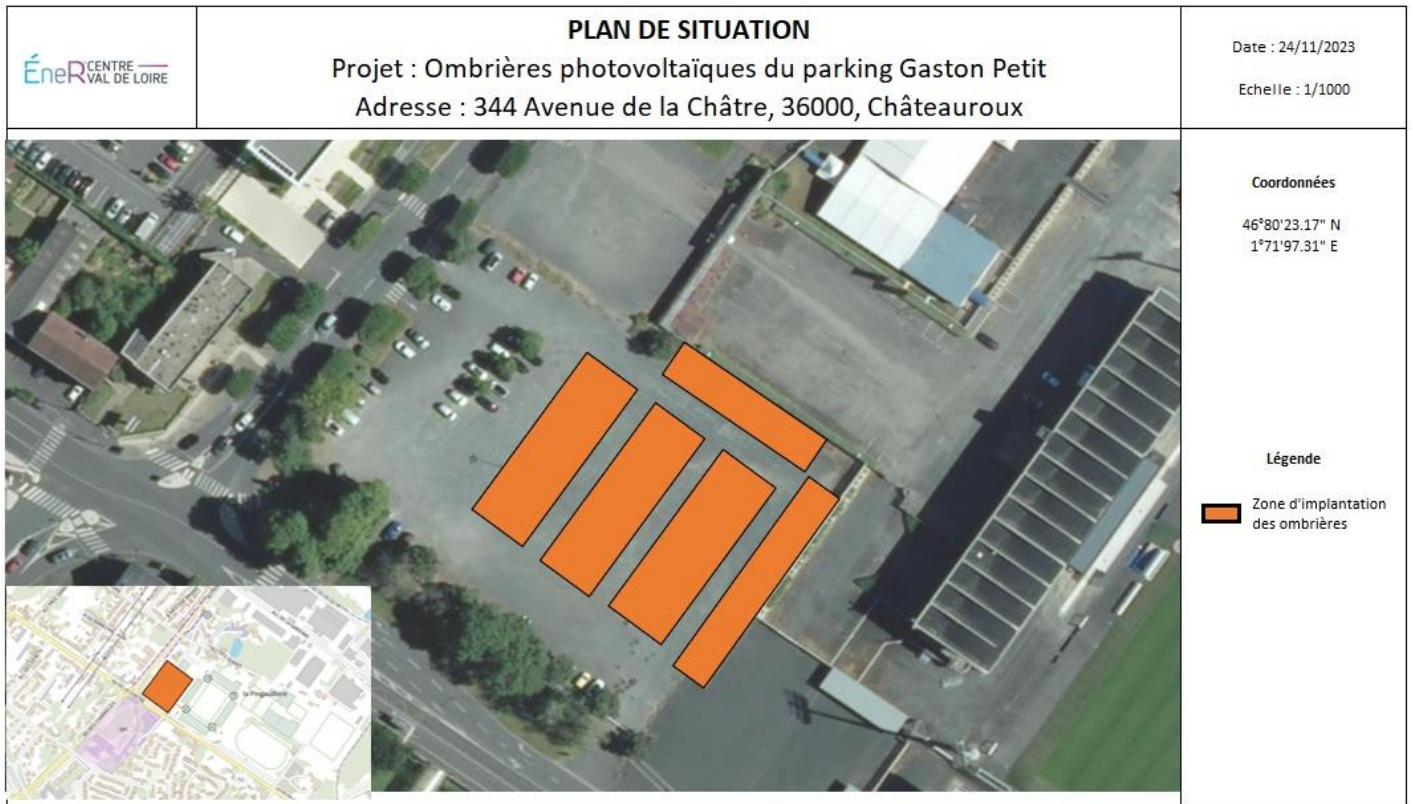 ÉneR CENTRE
VAL DE LOIRE
PLAN DE SITUATION
Projet : Ombrières photovoltaïques du parking Gaston Petit
Adresse : 344 Avenue de la Châtre, 36000, Châteauroux
Date : 24/11/2023
Echelle : 1/1000
Coordonnées
46°80'23.17" N
1°71'97.31" E
Légende
Zone d'implantation
des ombrières
la Pingaudière